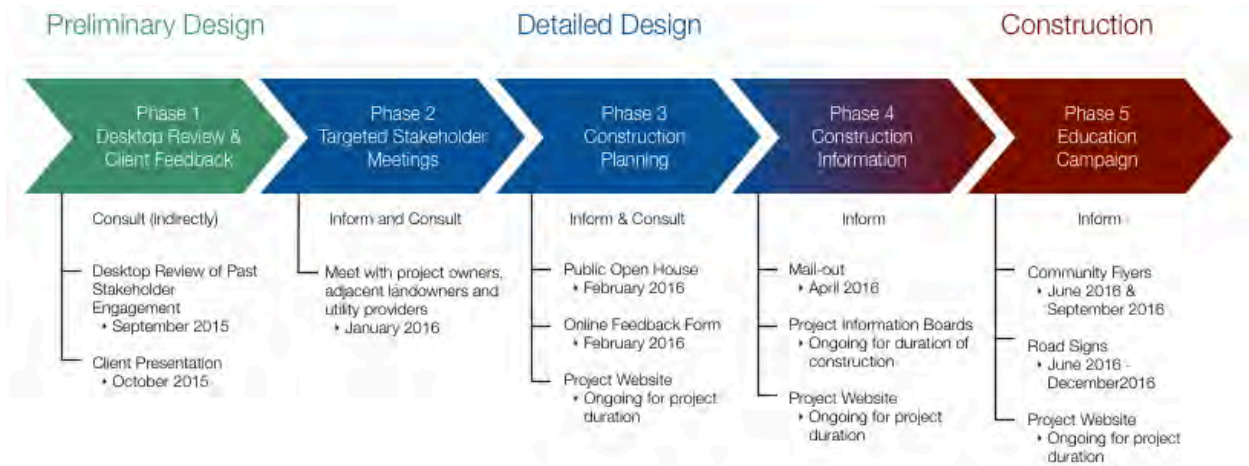 Preliminary Design
Detailed Design
Construction
Phase 1
Desktop Review &
Client Feedback
Phase 2
Targeted Stakeholder
Meetings
Phase 3
Construction
Planning
Phase 4
Construction
Information
Phase 5
Education
Campaign
Consult (Indirectly)
Desktop Review of Past
Stakeholder
Engagement
‣ September 2015
Client Presentation
‣ October 2015
Inform and Consult
Meet with project owners,
adjacent landowners and
utility providers
‣ January 2016
Inform & Consult
Public Open House
‣ February 2016
Online Feedback Form
‣ February 2016
Project Website
‣ Ongoing for project
duration
Inform
Mail-out
‣ April 2016
Project Information Boards
‣ Ongoing for duration of
construction
Project Website
‣ Ongoing for project
duration
Inform
Community Flyers
‣ June 2016 &
September 2016
Road Signs
‣ June 2016 -
December2016
Project Website
‣ Ongoing for project
duration